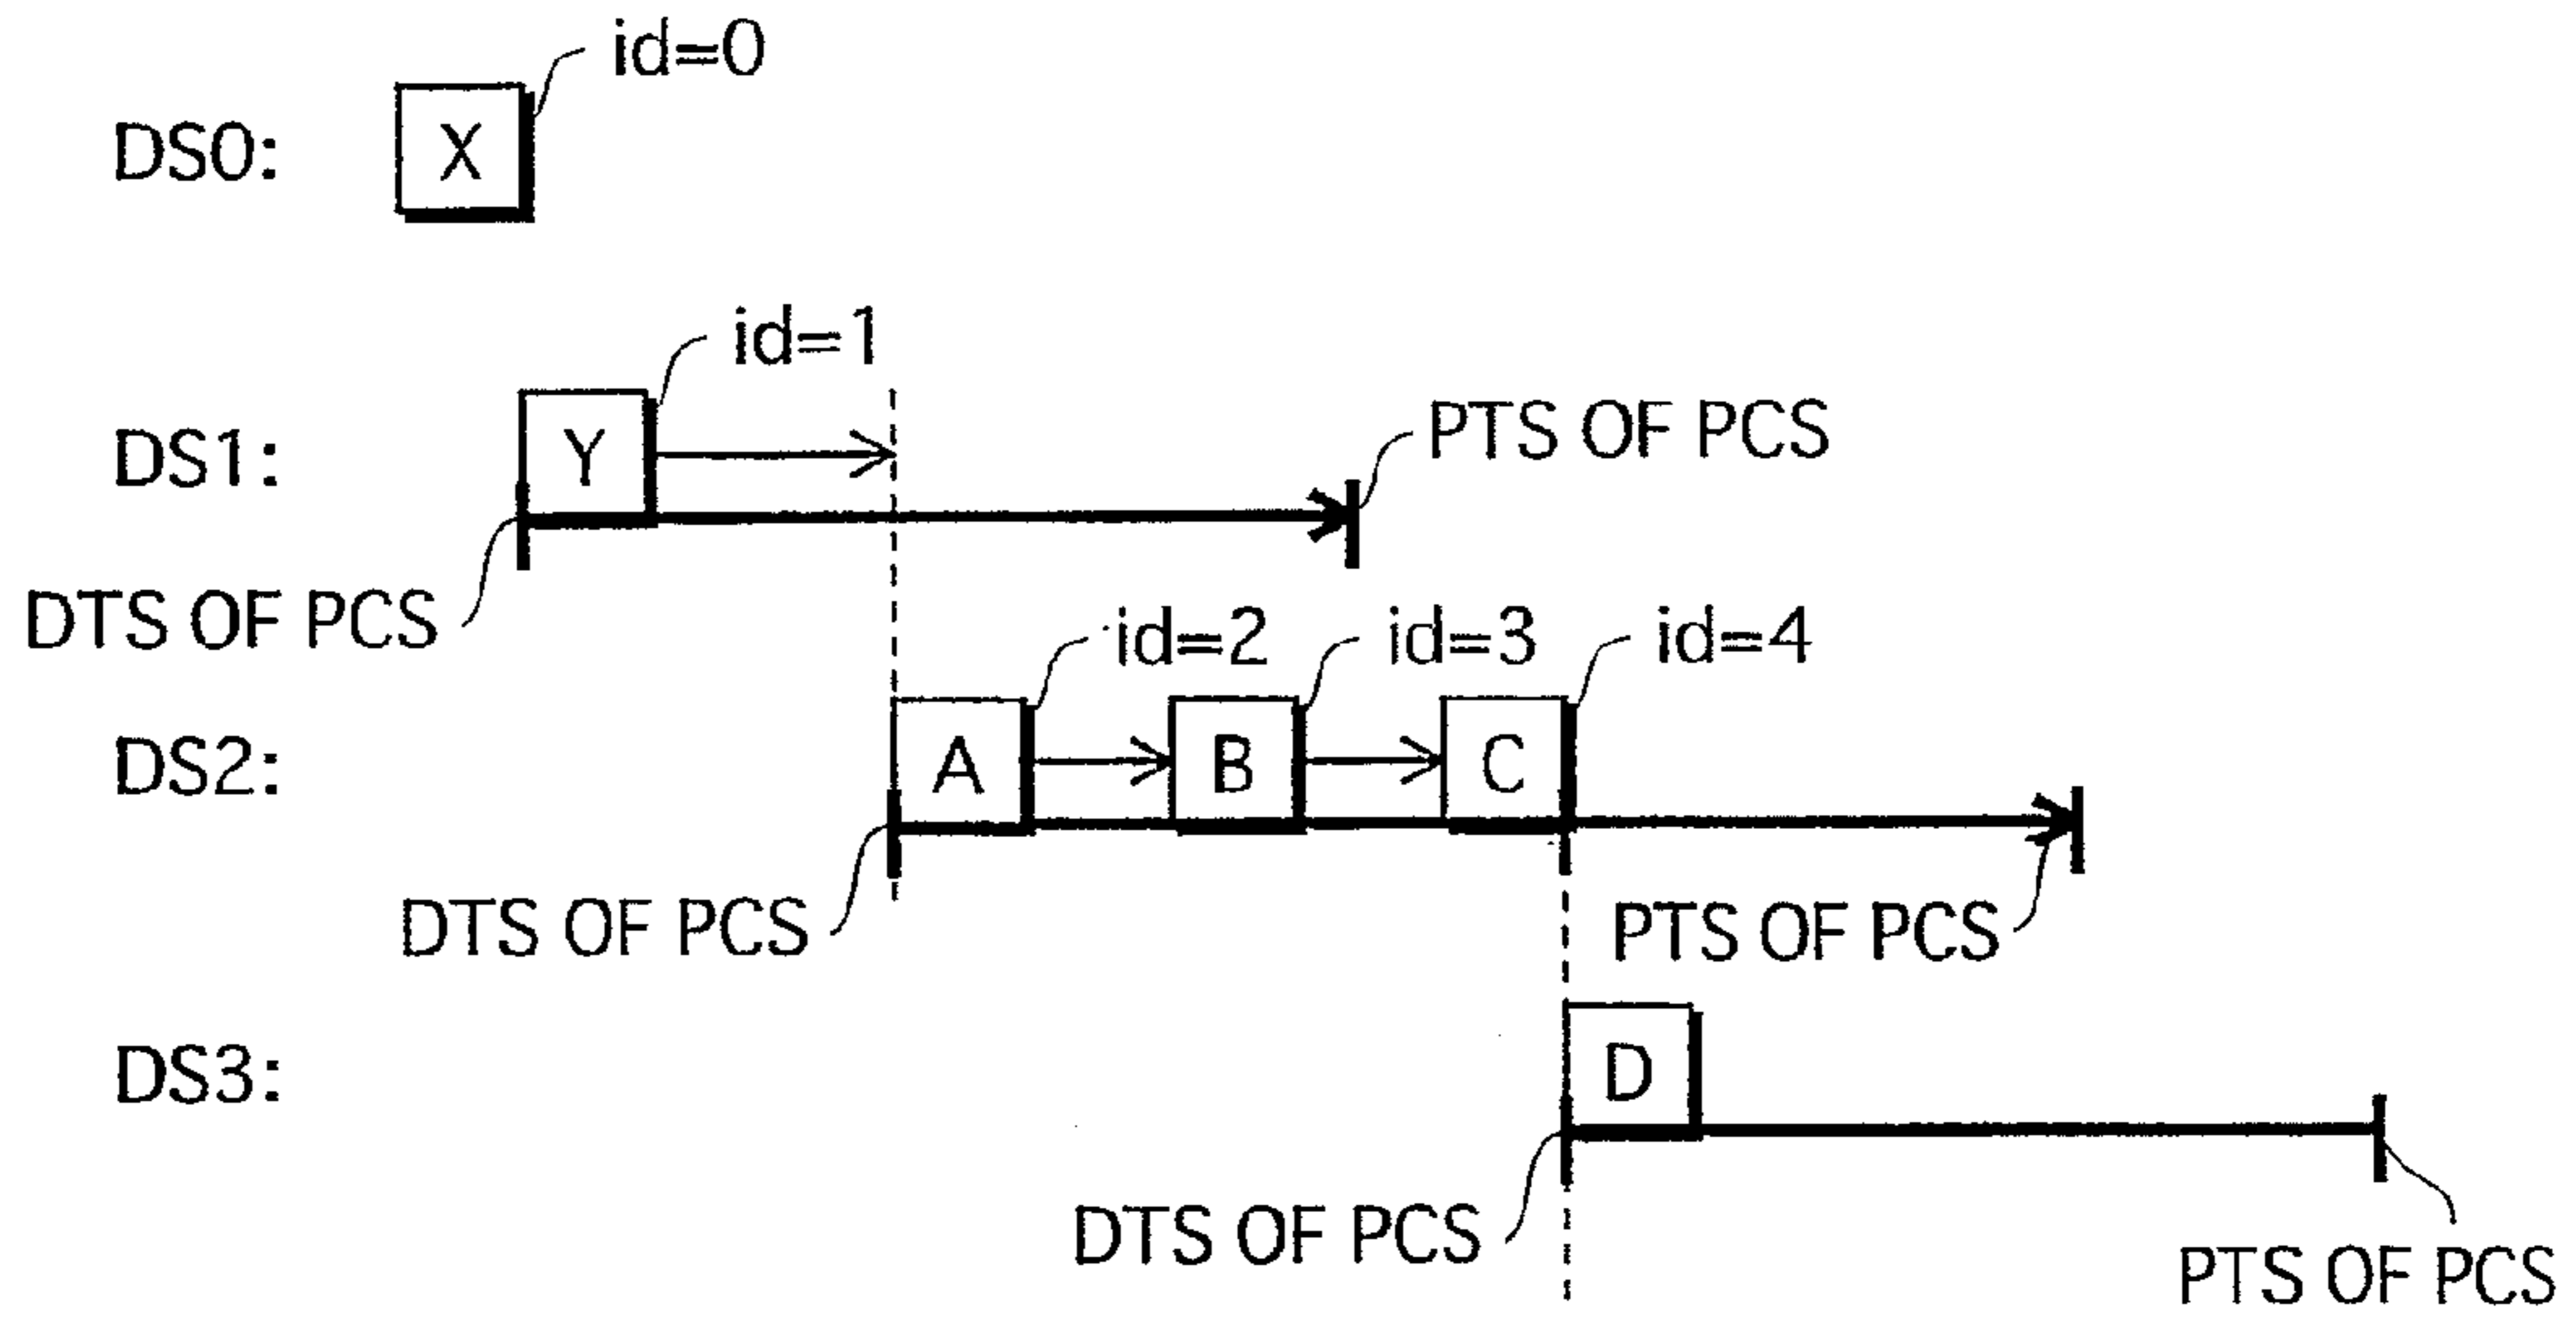 id=0
DS0: X
id=1
DS1: Y PTS OF PCS
DTS OF PCS
id=2 id=3 id=4
DS2: A B C
DTS OF PCS PTS OF PCS
DS3: D
DTS OF PCS
PTS OF PCS